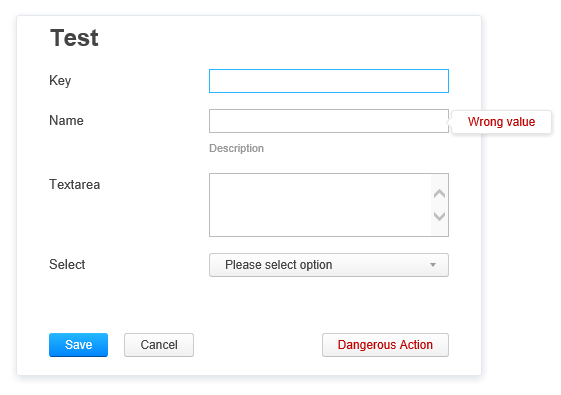 Test
Key
Name
Wrong value
Description
Textarea
Select
Please select option
Save
Cancel
Dangerous Action